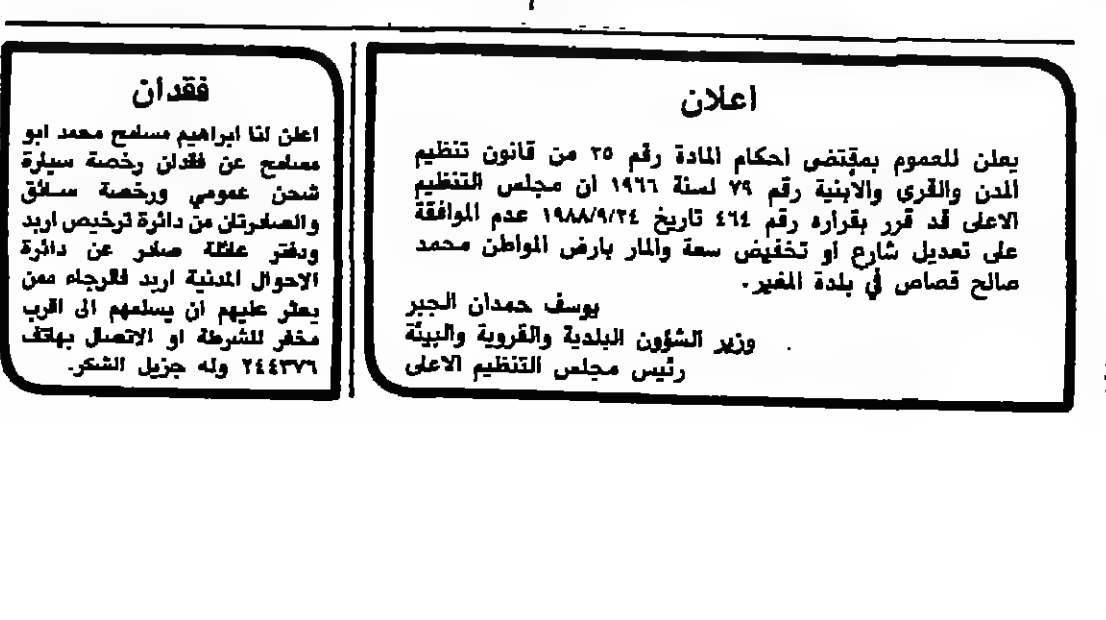 اعلان
يعلن للعموم بمقتضى احكام المادة رقم ٢٥ من قانون تنظيم
المدن والقرى والابنية رقم ٧٩ لسنة ١٩٦٦ ان مجلس التنظيم
الاعلى قد قرر بقراره رقم ٤٦٤ تاريخ ١٩٨٨/٩/٢٤ عدم الموافقة
على تعديل شارع او تخفيض سعة والمار بارض المواطن محمد
صالح قصاص في بلدة المغير.
يوسف حمدان الجبر
وزير الشؤون البلدية والقروية والبيئة
رئيس مجلس التنظيم الاعلى
فقدان
اعلن انا ابراهيم مسامح محمد ابو
مسامح عن فقدان رخصة سيارة
شحن عمومي ورخصة سائق
والصادرتان من دائرة ترخيص اربد
ودفتر عائلة صادر عن دائرة
الاحوال المدنية اربد فالرجاء ممن
يعثر عليهم ان يسلمهم الى اقرب
مخفر للشرطة او الاتصال بهاتف
٢٤٤٣٧٦ وله جزيل الشكر.